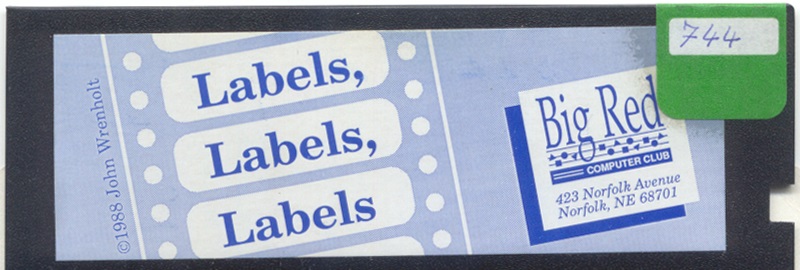 ©1988 John Wrenholt
Labels,
Labels,
Labels
Big Red
COMPUTER CLUB
423 Norfolk Avenue
Norfolk, NE 68701
744